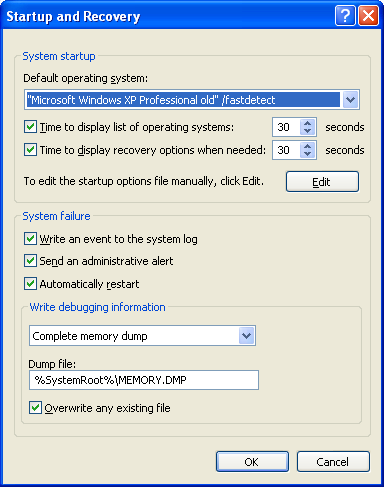 Startup and Recovery
System startup
Default operating system:
"Microsoft Windows XP Professional old" /fastdetect
Time to display list of operating systems: 30 seconds
Time to display recovery options when needed: 30 seconds
To edit the startup options file manually, click Edit. Edit
System failure
Write an event to the system log
Send an administrative alert
Automatically restart
Write debugging information
Complete memory dump
Dump file:
%SystemRoot%\MEMORY.DMP
Overwrite any existing file
OK Cancel